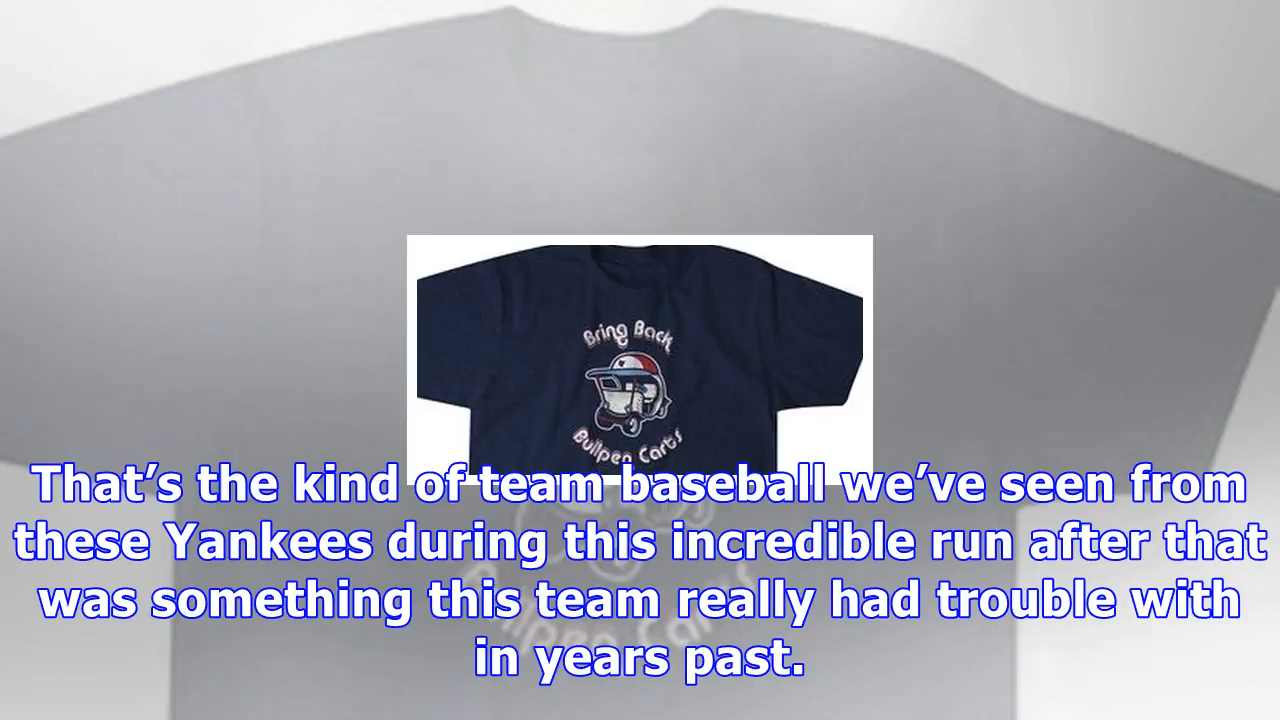 Bring Back
Bullpen Carts
That’s the kind of team baseball we’ve seen from
these Yankees during this incredible run after that
was something this team really had trouble with
in years past.